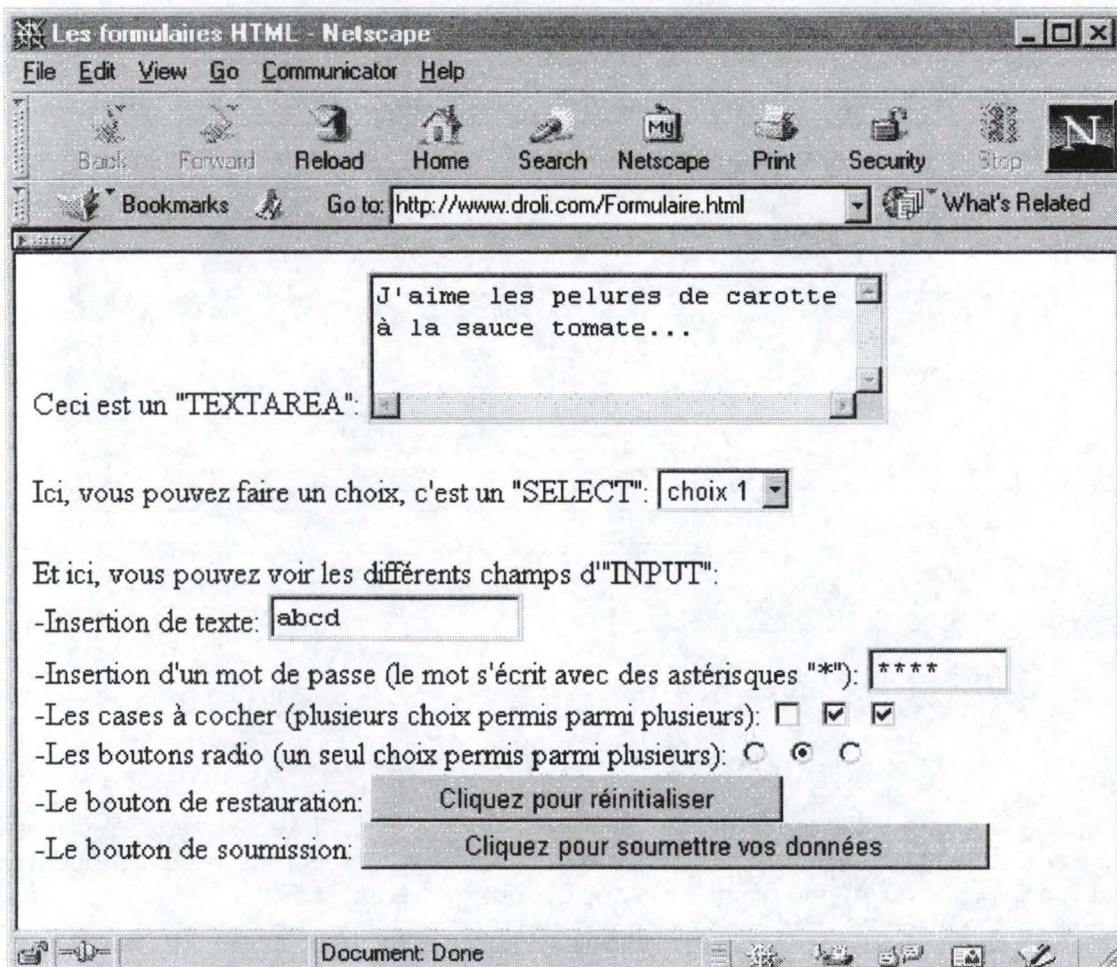 Les formulaires HTML - Netscape
File Edit View Go Communicator Help
Back Forward Reload Home Search Netscape Print Security Stop
My
N
Bookmarks Go to: http://www.droli.com/Formulaire.html What's Related
J'aime les pelures de carotte
à la sauce tomate...
Ceci est un "TEXTAREA":
Ici, vous pouvez faire un choix, c'est un "SELECT": choix 1
Et ici, vous pouvez voir les différents champs d'"INPUT":
-Insertion de texte: abcd
-Insertion d'un mot de passe (le mot s'écrit avec des astérisques "*"): ****
-Les cases à cocher (plusieurs choix permis parmi plusieurs):
-Les boutons radio (un seul choix permis parmi plusieurs):
-Le bouton de restauration: Cliquez pour réinitialiser
-Le bouton de soumission: Cliquez pour soumettre vos données
Document: Done